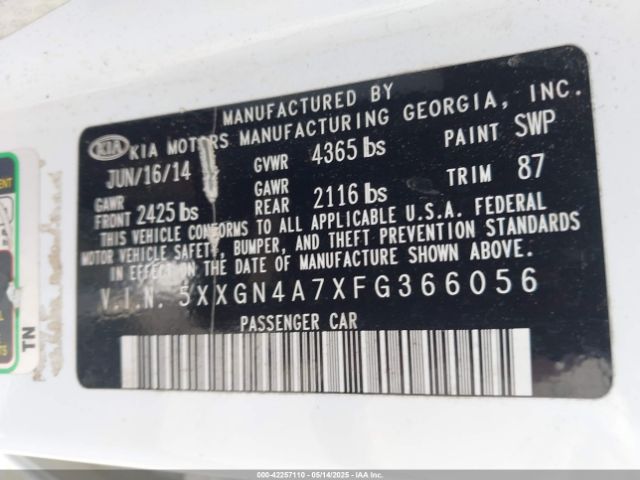 MANUFACTURED BY
KIA KIA MOTORS MANUFACTURING GEORGIA, INC.
JUN/16/14 GVWR 4365 lbs PAINT SWP
GAWR FRONT 2425 lbs GAWR REAR 2116 lbs TRIM 87
THIS VEHICLE CONFORMS TO ALL APPLICABLE U.S.A. FEDERAL
MOTOR VEHICLE SAFETY, BUMPER, AND THEFT PREVENTION STANDARDS
IN EFFECT ON THE DATE OF MANUFACTURE SHOWN ABOVE.
V.I.N. 5XXGN4A7XFG366056
PASSENGER CAR
TN
000-42257110 - 05/14/2025 - IAA Inc.